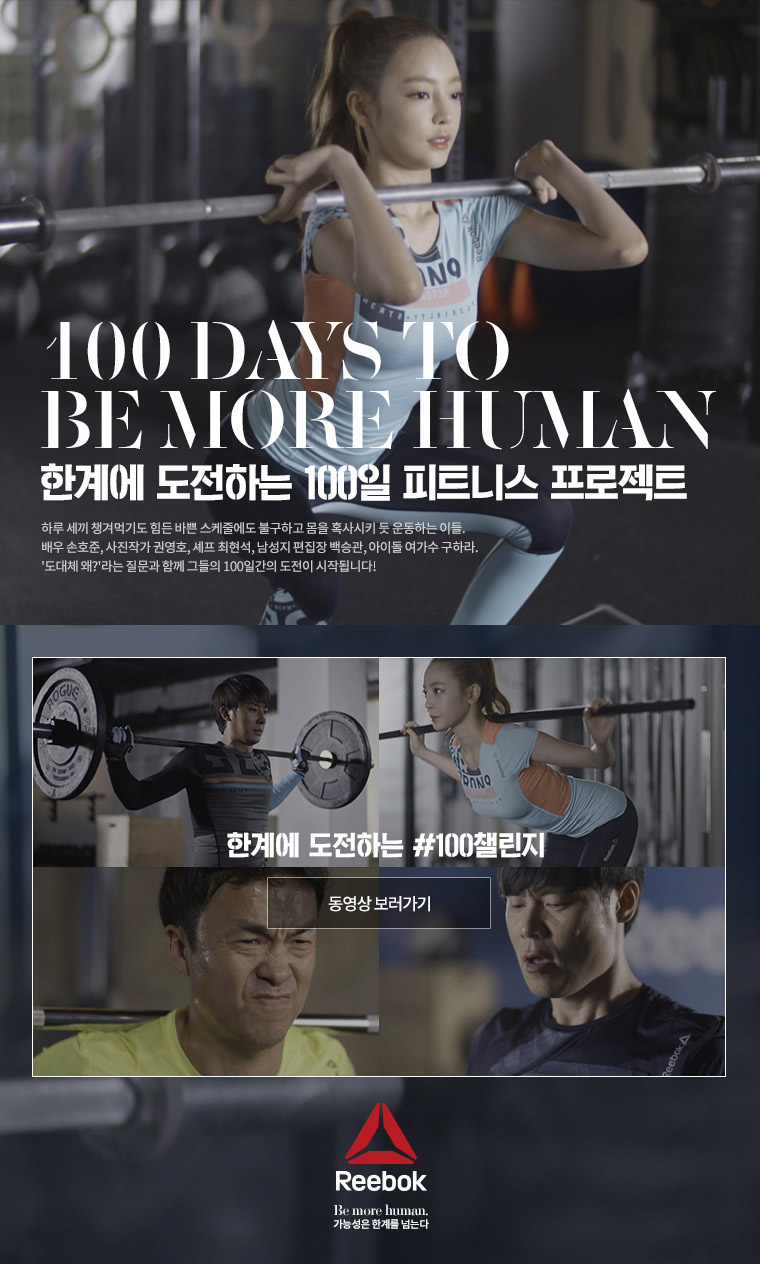 Reebok
100 DAYS TO
BE MORE HUMAN
한계에 도전하는 100일 피트니스 프로젝트
하루 세끼 챙겨먹기도 힘든 바쁜 스케줄에도 불구하고 몸을 혹사시키 듯 운동하는 이들.
배우 손호준, 사진작가 권영호, 셰프 최현석, 남성지 편집장 백승관, 아이돌 여가수 구하라.
'도대체 왜?'라는 질문과 함께 그들의 100일간의 도전이 시작됩니다!
ROGUE
한계에 도전하는 #100챌린지
동영상 보러가기
Reebok
Reebok
Be more human.
가능성은 한계를 넘는다